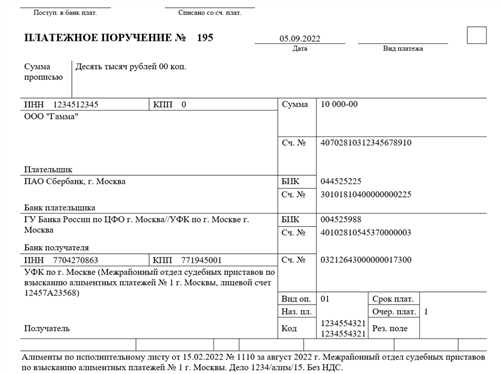 Поступ. в банк плат. Списано со сч. плат.
ПЛАТЕЖНОЕ ПОРУЧЕНИЕ № 195 05.09.2022
Дата Вид платежа
Сумма прописью Десять тысяч рублей 00 коп.
ИНН 1234512345 КПП 0 Сумма 10 000-00
ООО "Гамма"
Сч. № 40702810312345678910
Плательщик
ПАО Сбербанк, г. Москва БИК 044525225
Сч. № 30101810400000000225
Банк плательщика
ГУ Банка России по ЦФО г. Москва//УФК по г. Москве г. БИК 004525988
Москва Сч. № 40102810545370000003
Банк получателя
ИНН 7704270863 КПП 771945001 Сч. № 03212643000000017300
УФК по г. Москве (Межрайонный отдел судебных приставов по
взысканию алиментных платежей № 1 г. Москвы, лицевой счет
12457А23568)
Вид оп. 01 Срок плат.
Наз. пл. Очер. плат. 1
Получатель Код 1234554321 Рез. поле
1234554321
Алименты по исполнительному листу от 15.02.2022 № 1110 за август 2022 г. Межрайонный отдел судебных приставов
по взысканию алиментных платежей № 1 г. Москвы. Дело 1234/алим/15. Без НДС.